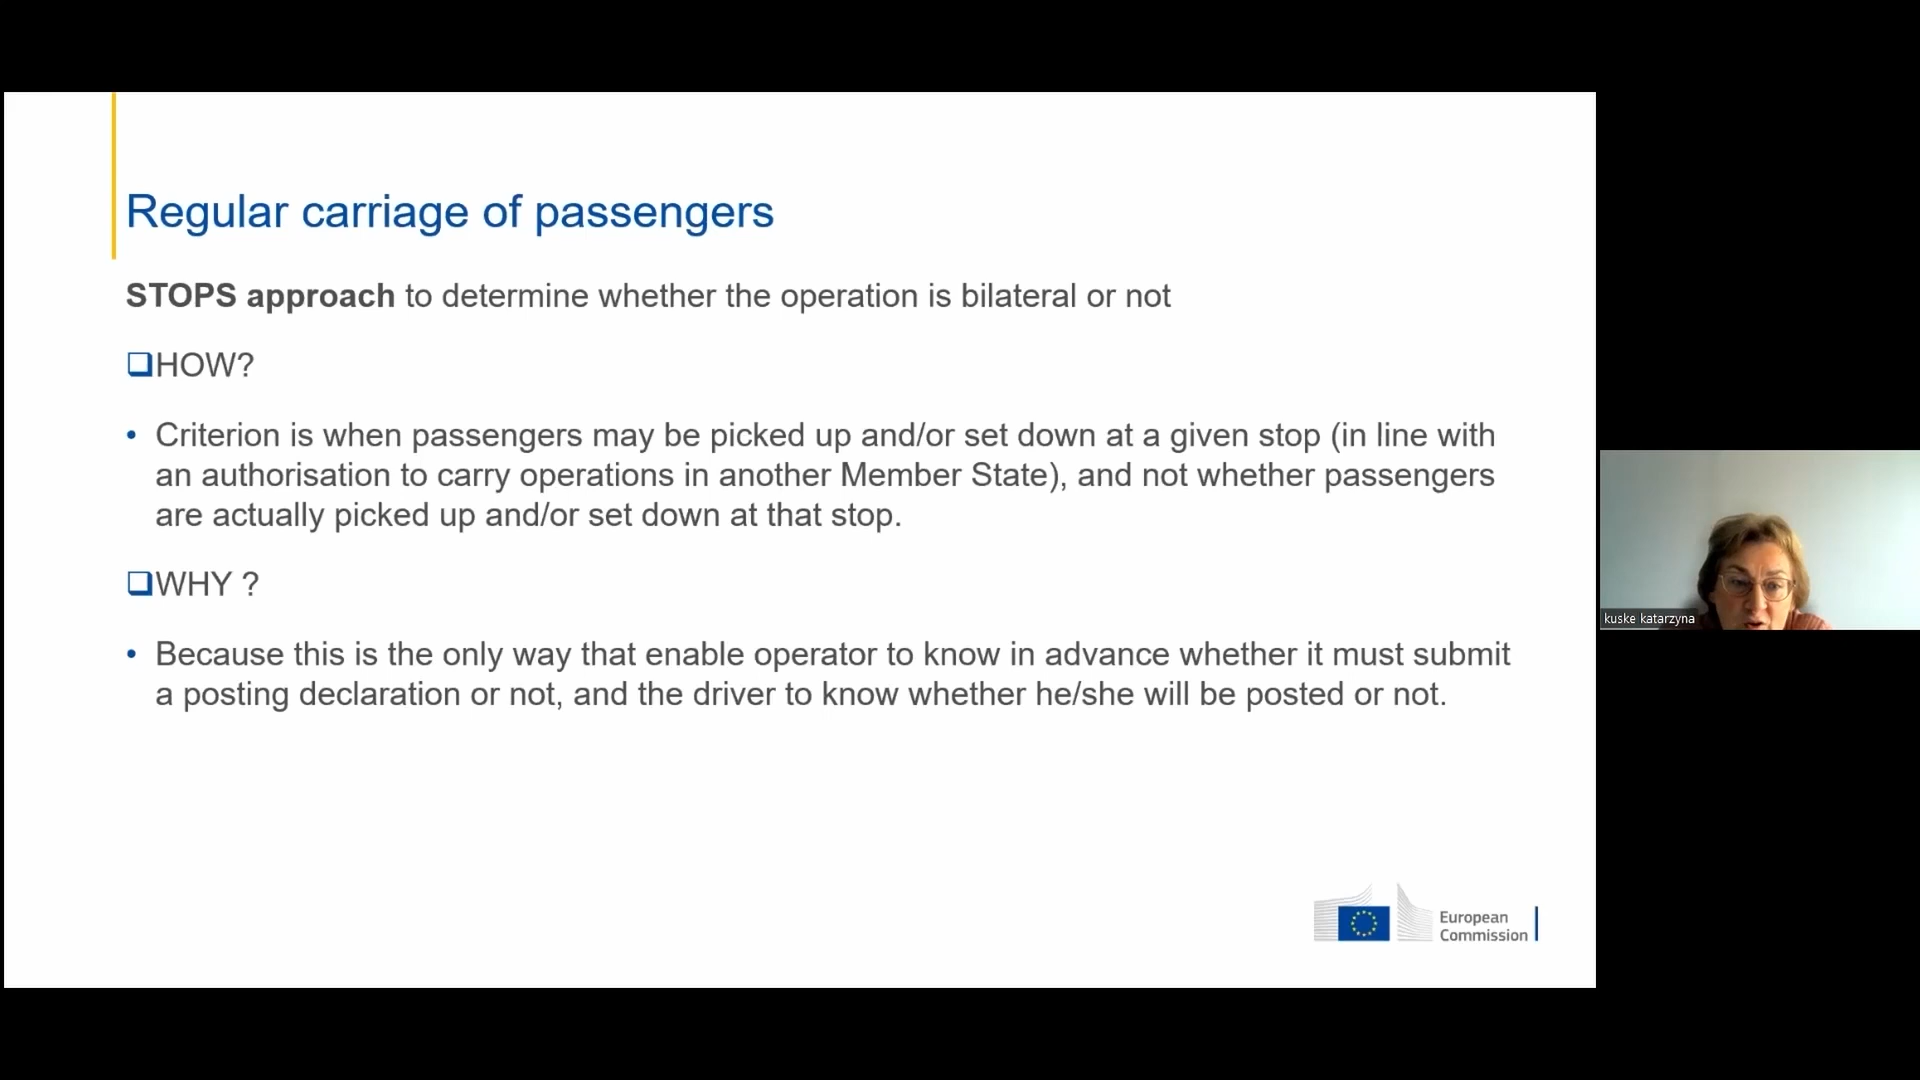 Regular carriage of passengers
STOPS approach to determine whether the operation is bilateral or not
❑HOW?
• Criterion is when passengers may be picked up and/or set down at a given stop (in line with
an authorisation to carry operations in another Member State), and not whether passengers
are actually picked up and/or set down at that stop.
❑WHY ?
• Because this is the only way that enable operator to know in advance whether it must submit
a posting declaration or not, and the driver to know whether he/she will be posted or not.
European
Commission
kuske katarzyna